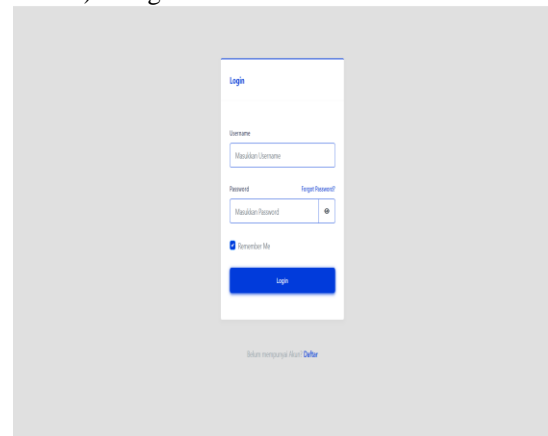 Login
Username
Masukkan Username
Password Forgot Password?
Masukkan Password
Remember Me
Login
Belum mempunyai Akun? Daftar